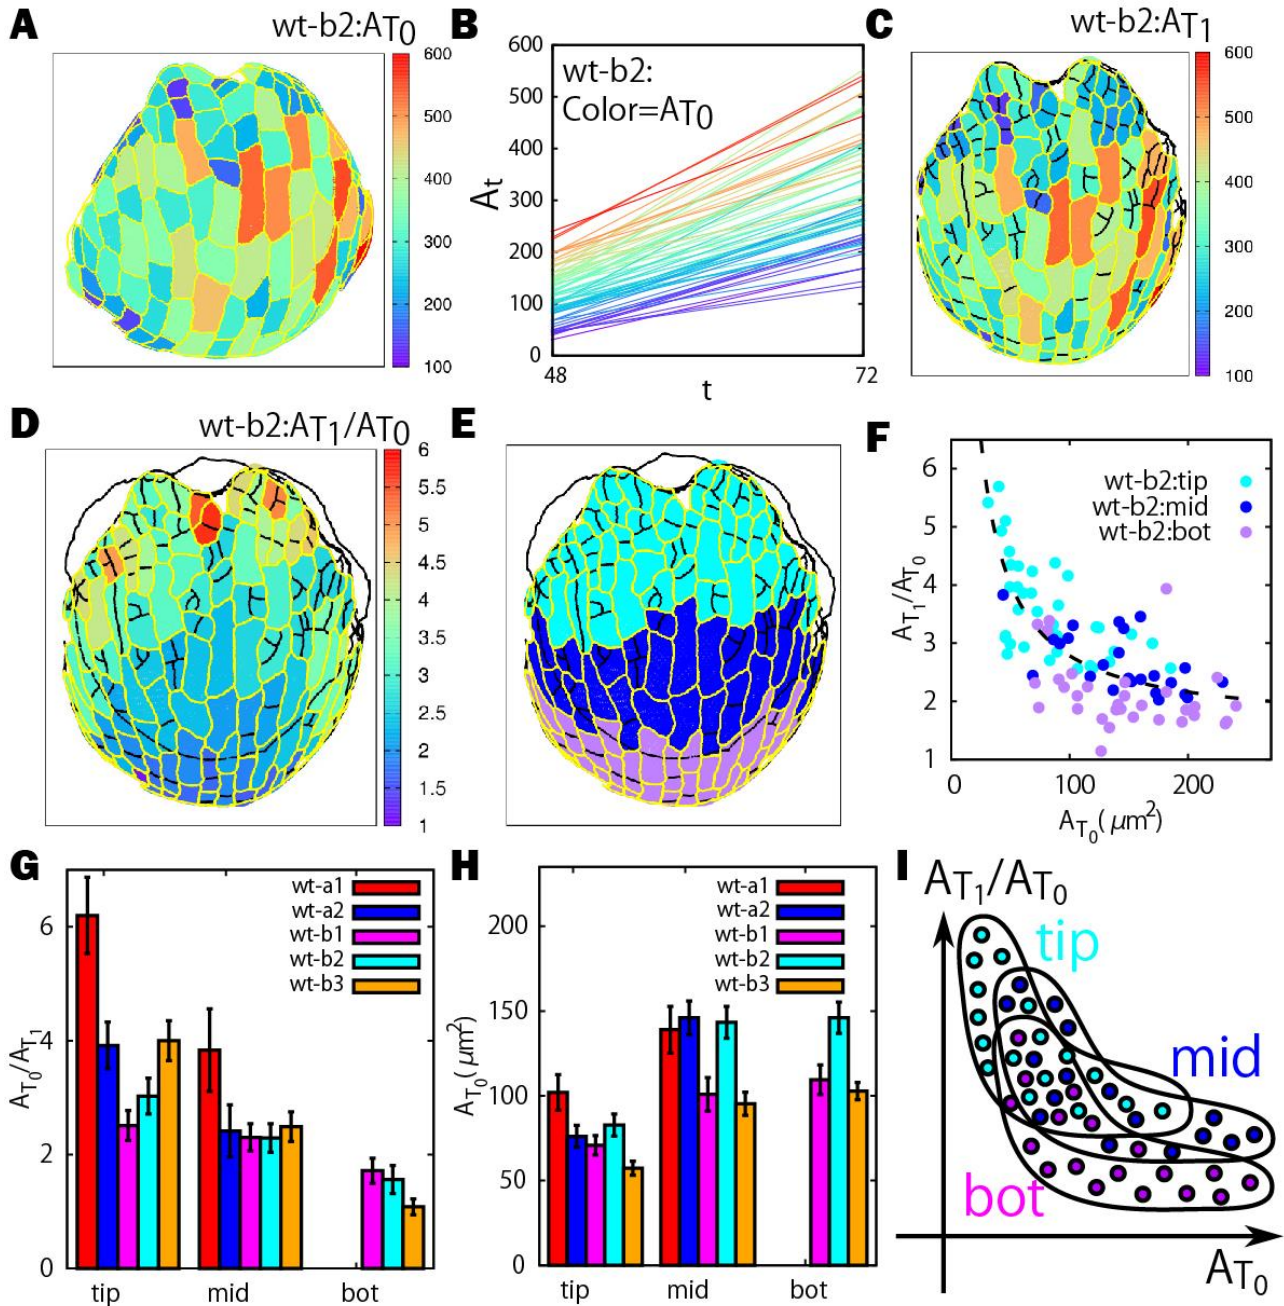 A
wt-b2:AT0
600
500
400
300
200
100
B
wt-b2:
Color=AT0
At
600
500
400
300
200
100
0
48
72
t
C
wt-b2:AT1
600
500
400
300
200
100
D
wt-b2:AT1/AT0
6
5.5
5
4.5
4
3.5
3
2.5
2
1.5
1
E
F
AT1/AT0
6
5
4
3
2
1
wt-b2:tip
wt-b2:mid
wt-b2:bot
0
100
200
AT0(μm2)
G
AT0/AT1
6
4
2
0
wt-a1
wt-a2
wt-b1
wt-b2
wt-b3
tip
mid
bot
H
AT0(μm2)
200
150
100
50
0
wt-a1
wt-a2
wt-b1
wt-b2
wt-b3
tip
mid
bot
I
AT1/AT0
tip
mid
bot
AT0